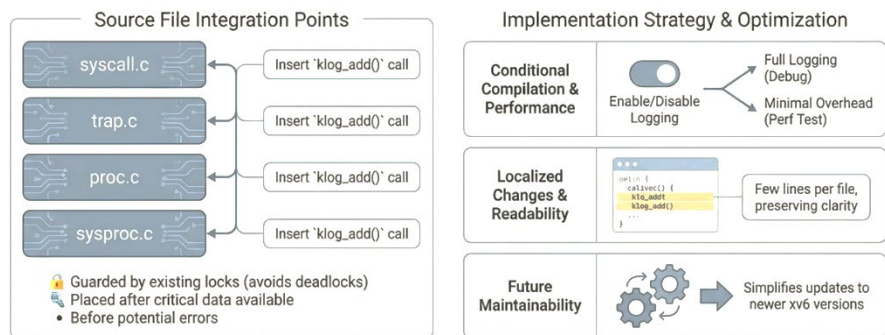 Source File Integration Points
syscall.c
Insert `klog_add()` call
trap.c
Insert `klog_add()` call
proc.c
Insert `klog_add()` call
sysproc.c
Insert `klog_add()` call
Guarded by existing locks (avoids deadlocks)
Placed after critical data available
• Before potential errors
Implementation Strategy & Optimization
Conditional
Compilation &
Performance
Enable/Disable
Logging
Full Logging
(Debug)
Minimal Overhead
(Perf Test)
Localized
Changes &
Readability
calivec() {
klo_addt
klog_add()
...
}
Few lines per file,
preserving clarity
Future
Maintainability
Simplifies updates to
newer xv6 versions